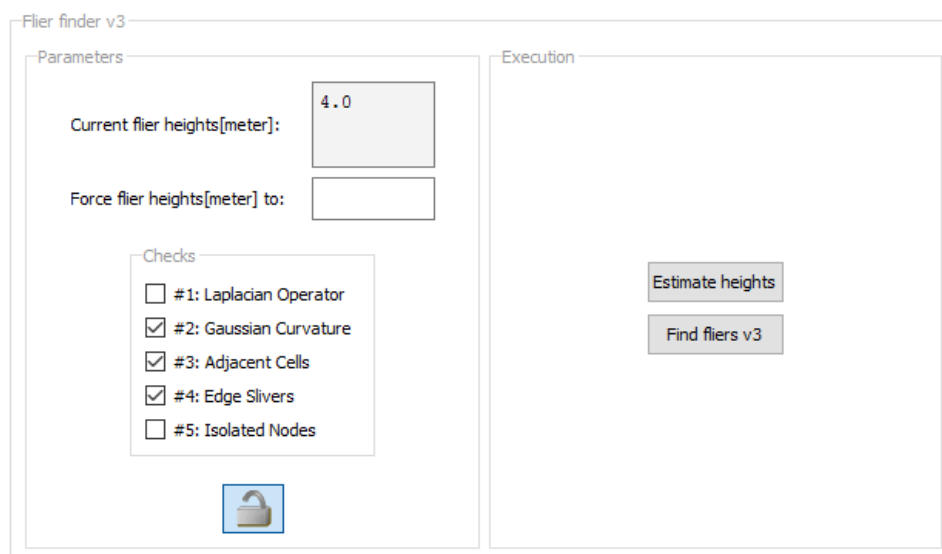 Flier finder v3
Parameters
Current flier heights[meter]:
4.0
Force flier heights[meter] to:
Checks
#1: Laplacian Operator
#2: Gaussian Curvature
#3: Adjacent Cells
#4: Edge Slivers
#5: Isolated Nodes
Execution
Estimate heights
Find fliers v3